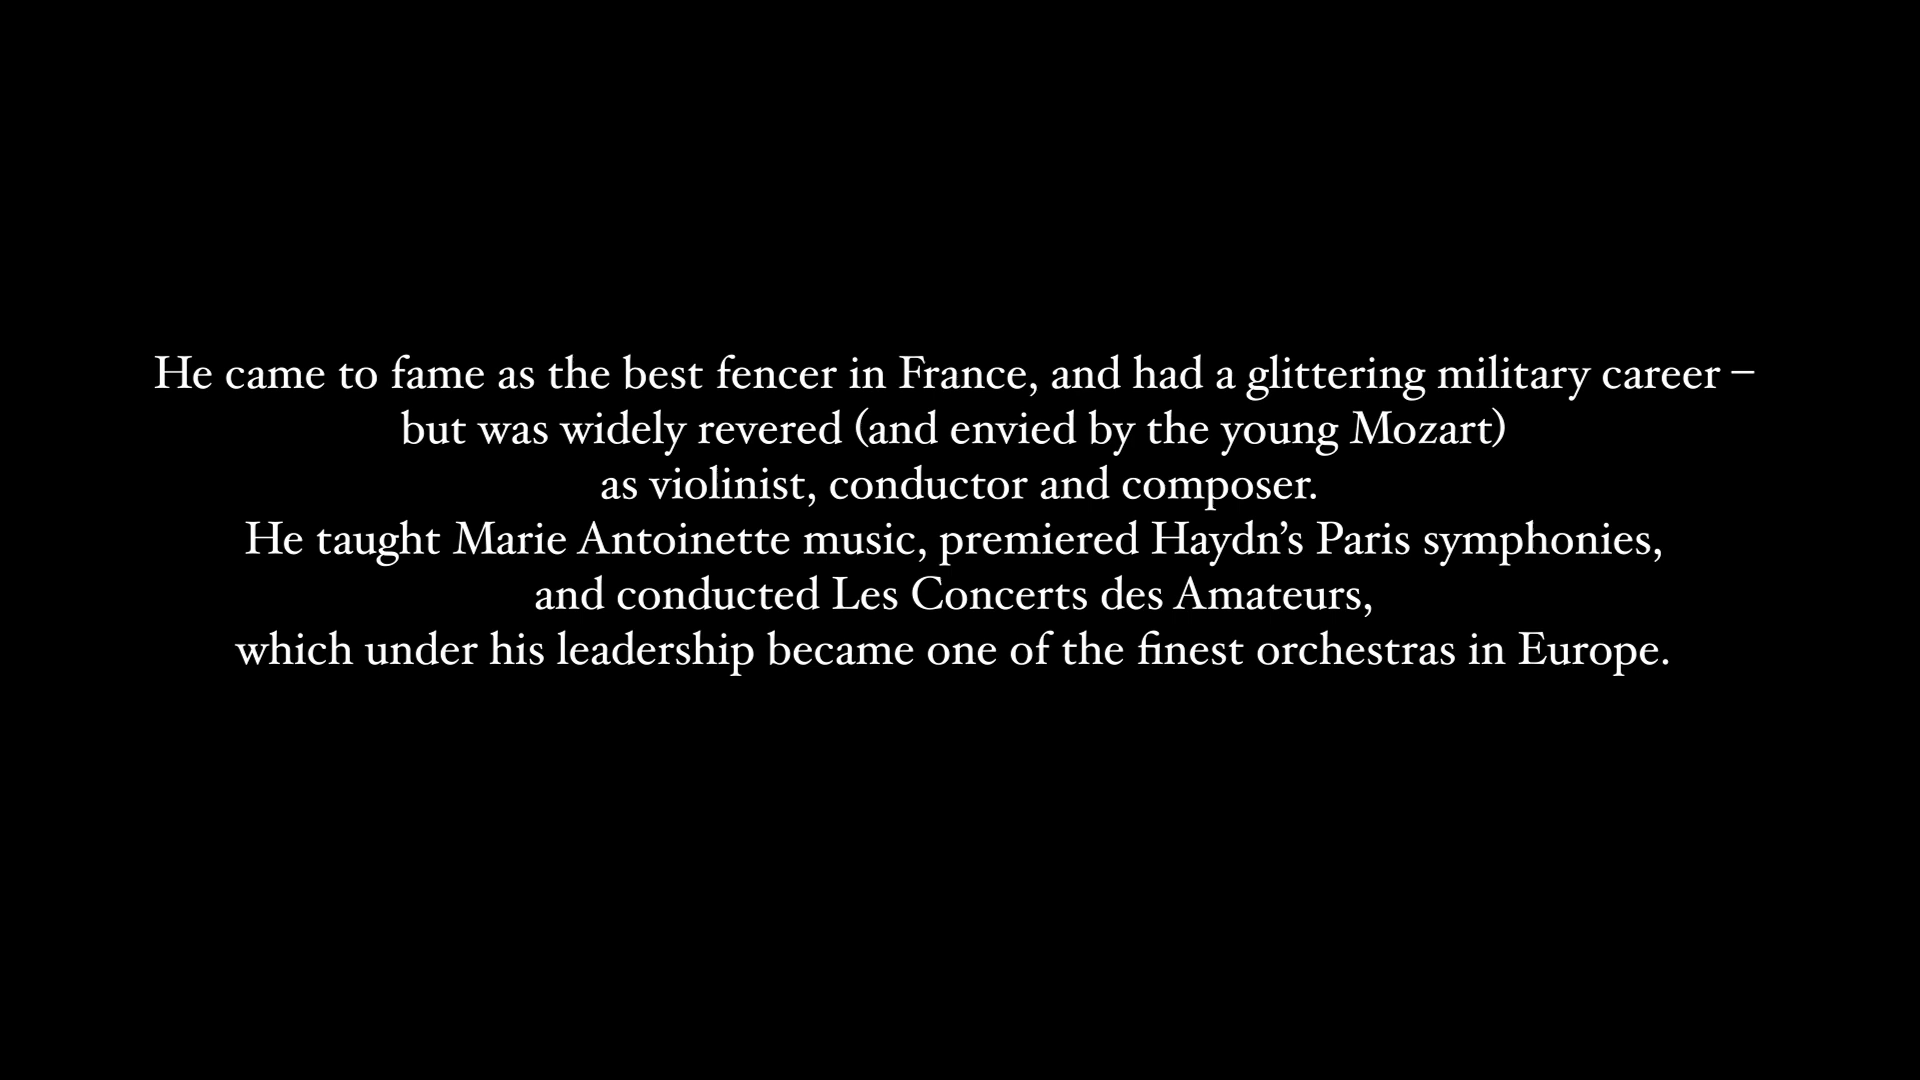 He came to fame as the best fencer in France, and had a glittering military career –
but was widely revered (and envied by the young Mozart)
as violinist, conductor and composer.
He taught Marie Antoinette music, premiered Haydn’s Paris symphonies,
and conducted Les Concerts des Amateurs,
which under his leadership became one of the finest orchestras in Europe.